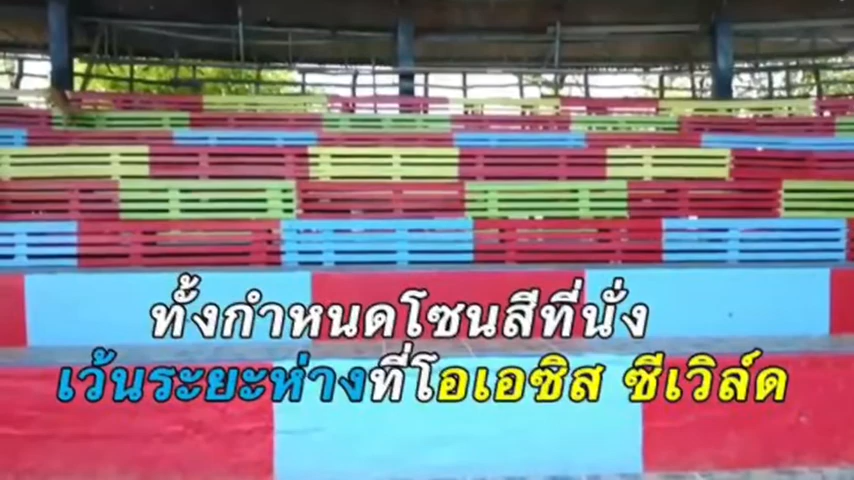 ทั้งกำหนดโซนสีที่นั่ง
เว้นระยะห่างที่โอเอซิส ซีเวิล์ด